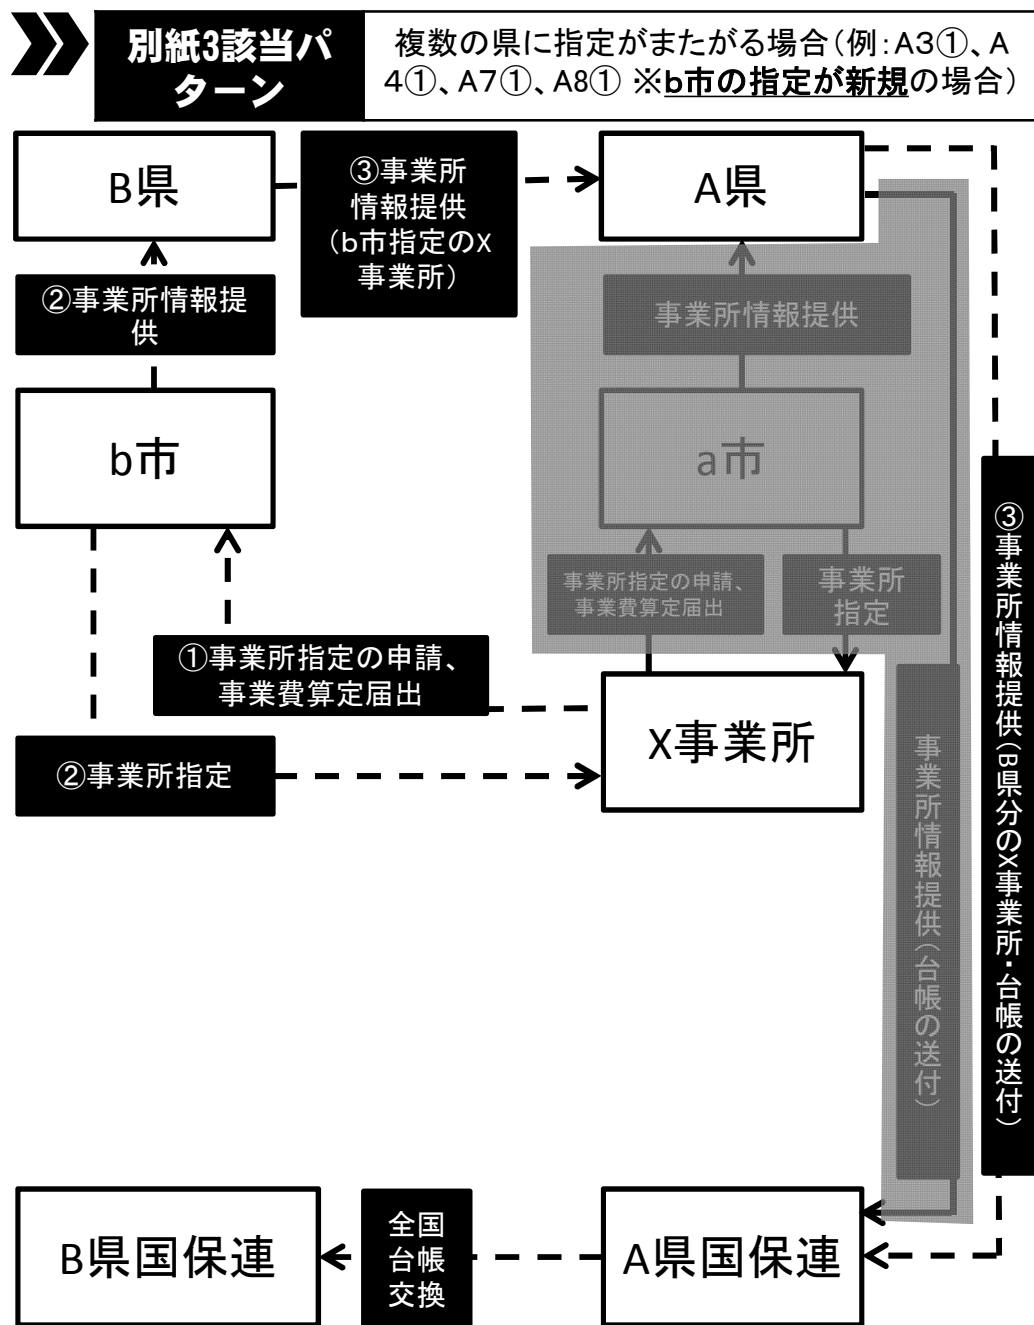 別紙3該当パ
ターン
複数の県に指定がまたがる場合（例：A3①、A
4①、A7①、A8① ※b市の指定が新規の場合）
B県
③事業所
情報提供
（b市指定のX
事業所）
A県
②事業所情報提
供
事業所情報提供
b市
a市
事業所指定の申請、
事業費算定届出
事業所
指定
①事業所指定の申請、
事業費算定届出
X事業所
②事業所指定
事業所情報提供（台帳の送付）
③事業所情報提供（B県分のX事業所・台帳の送付）
B県国保連
全国
台帳
交換
A県国保連